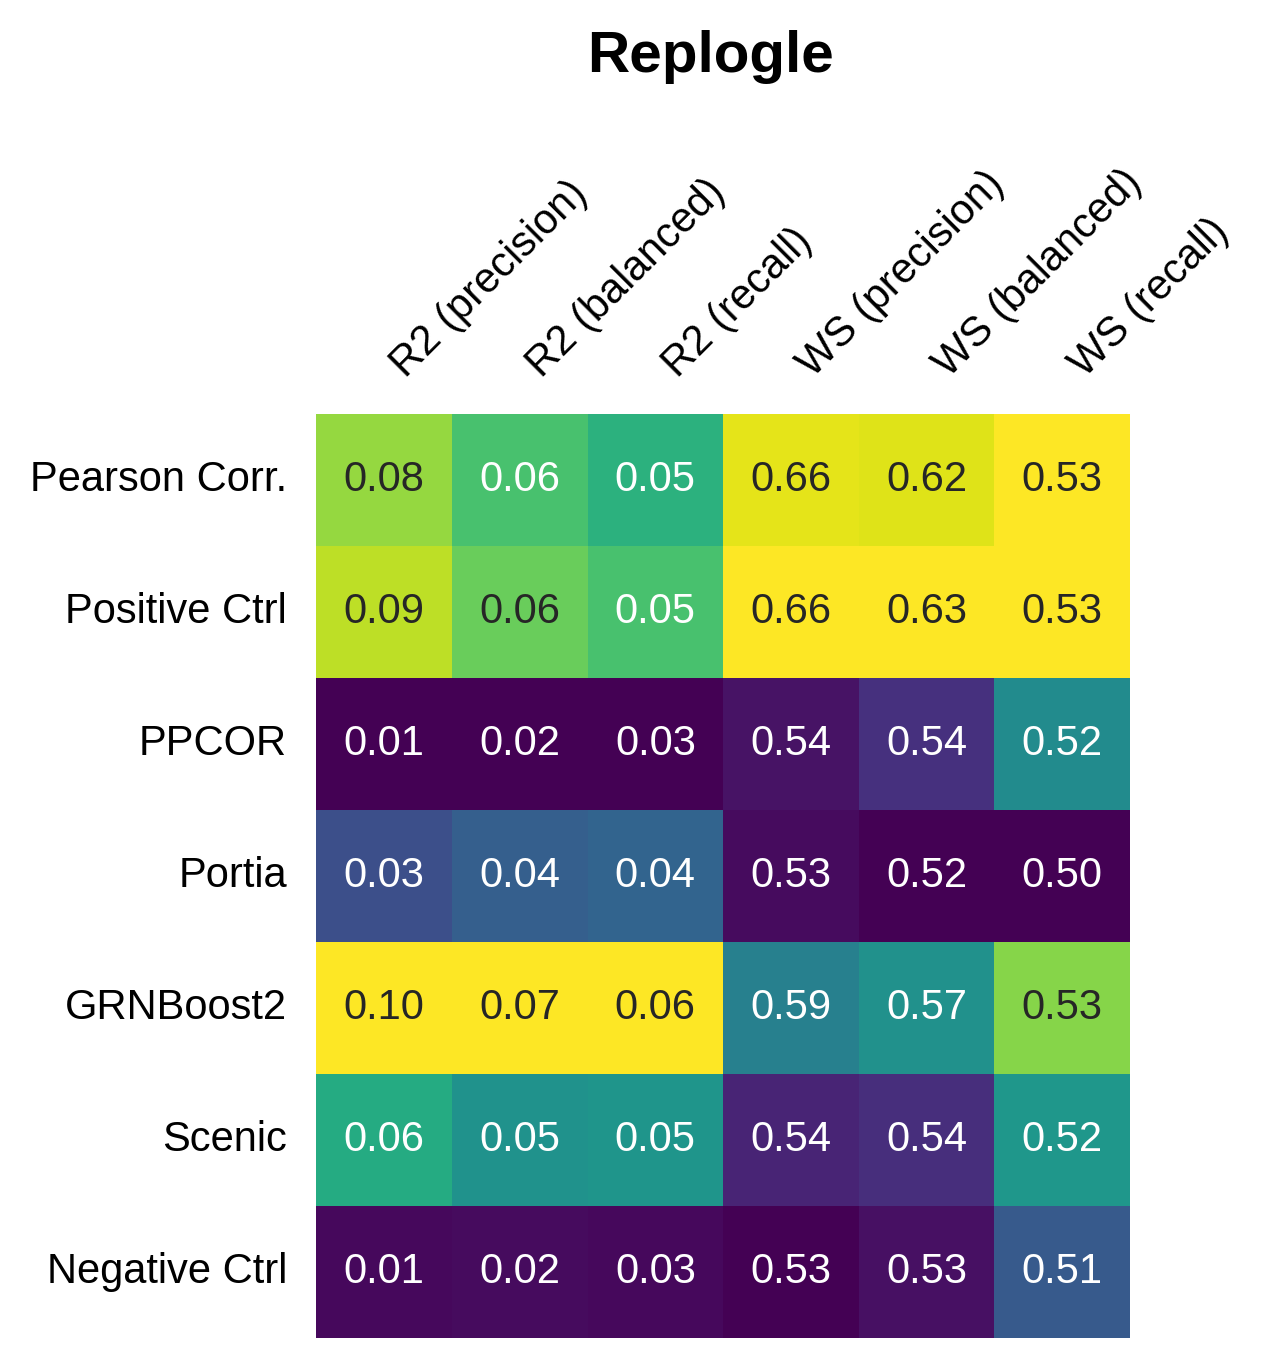 Replogle
R2 (precision)
R2 (balanced)
R2 (recall)
WS (precision)
WS (balanced)
WS (recall)
Pearson Corr. 0.08 0.06 0.05 0.66 0.62 0.53
Positive Ctrl 0.09 0.06 0.05 0.66 0.63 0.53
PPCOR 0.01 0.02 0.03 0.54 0.54 0.52
Portia 0.03 0.04 0.04 0.53 0.52 0.50
GRNBoost2 0.10 0.07 0.06 0.59 0.57 0.53
Scenic 0.06 0.05 0.05 0.54 0.54 0.52
Negative Ctrl 0.01 0.02 0.03 0.53 0.53 0.51